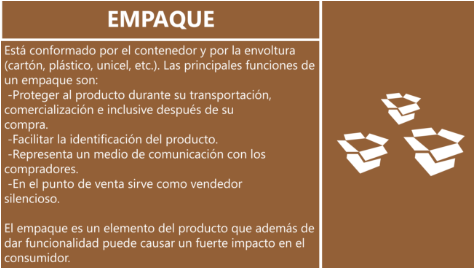 EMPAQUE
Está conformado por el contenedor y por la envoltura
(cartón, plástico, unicel, etc.). Las principales funciones de
un empaque son:
-Proteger al producto durante su transportación,
comercialización e inclusive después de su
compra.
-Facilitar la identificación del producto.
-Representa un medio de comunicación con los
compradores.
-En el punto de venta sirve como vendedor
silencioso.
El empaque es un elemento del producto que además de
dar funcionalidad puede causar un fuerte impacto en el
consumidor.